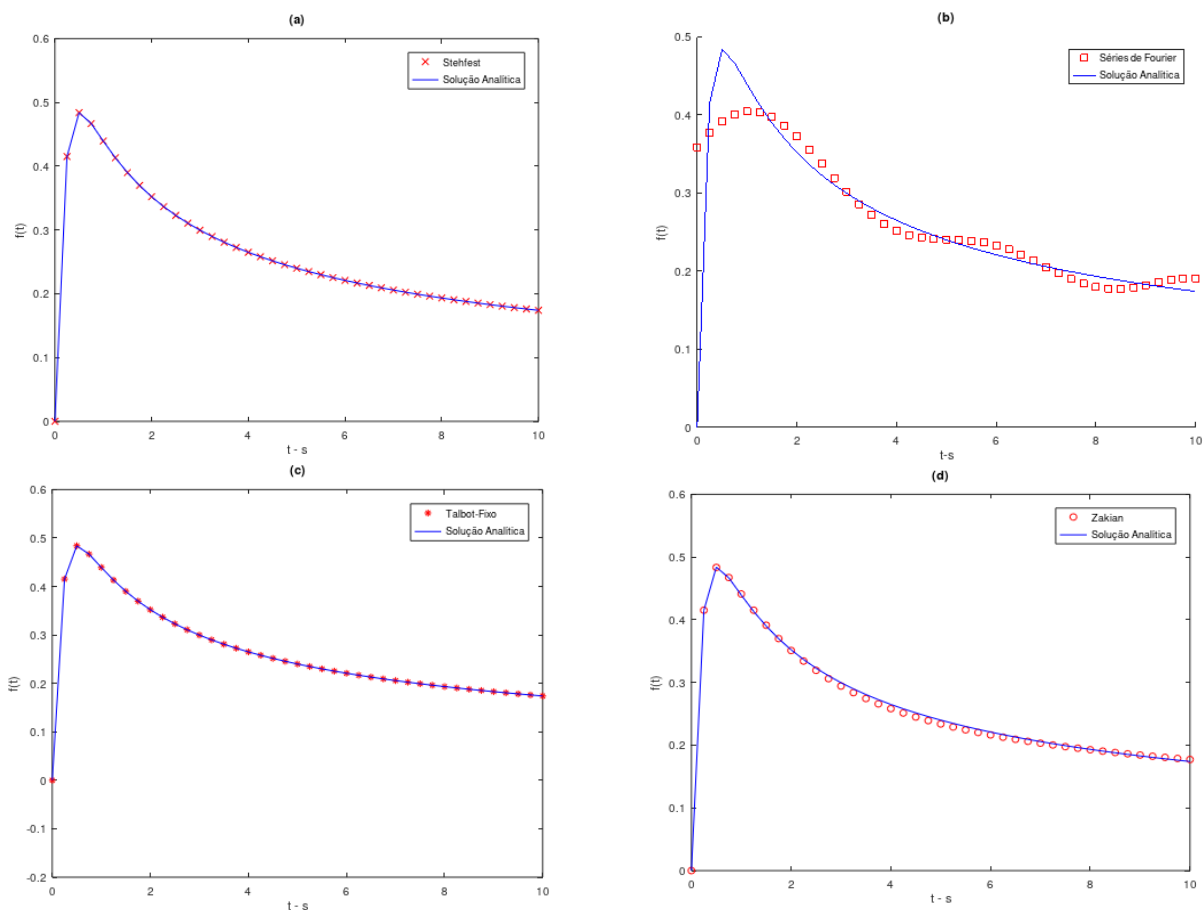 (a)
0.6
0.5
0.4
0.3
0.2
0.1
0
f(t)
Stehfest
Solução Analítica
0 2 4 6 8 10
t - s
(b)
0.5
0.4
0.3
0.2
0.1
0
f(t)
Séries de Fourier
Solução Analítica
0 2 4 6 8 10
t-s
(c)
0.6
0.5
0.4
0.3
0.2
0.1
0
-0.1
-0.2
f(t)
Talbot-Fixo
Solução Analítica
0 2 4 6 8 10
t - s
(d)
0.6
0.5
0.4
0.3
0.2
0.1
0
f(t)
Zakian
Solução Analítica
0 2 4 6 8 10
t - s